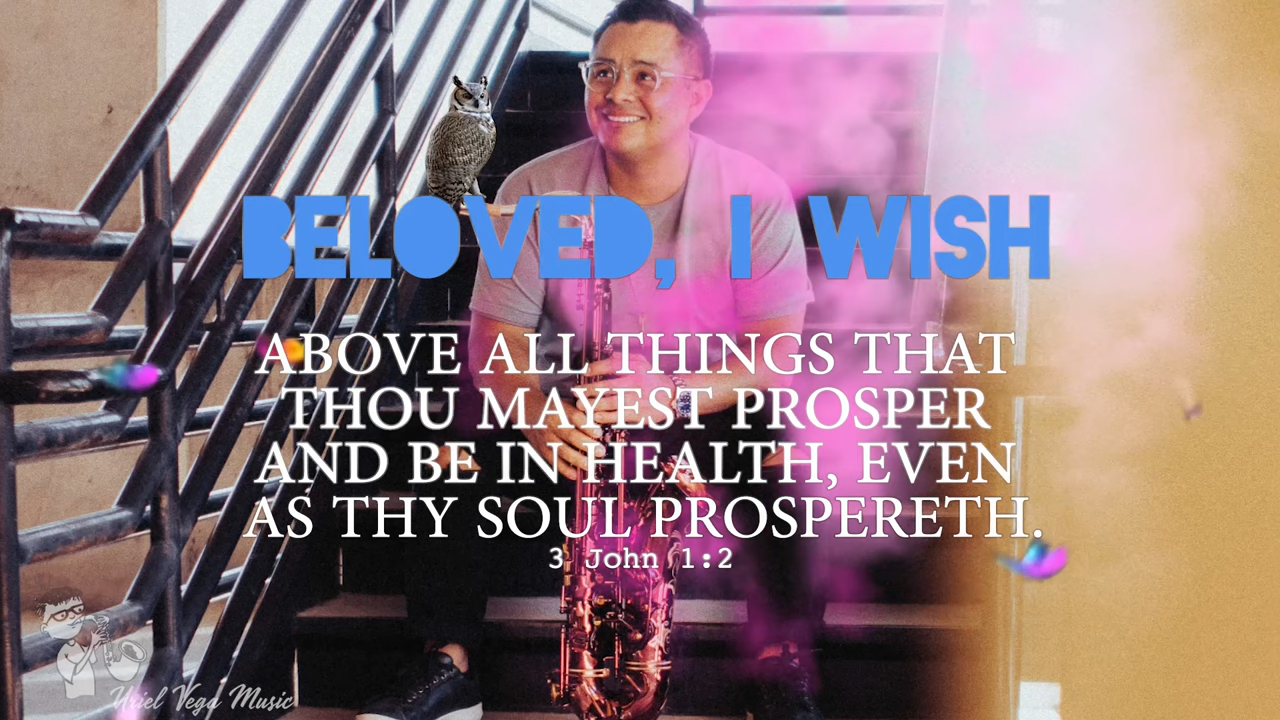 BELOVED, I WISH
ABOVE ALL THINGS THAT
THOU MAYEST PROSPER
AND BE IN HEALTH, EVEN
AS THY SOUL PROSPERETH.
3 John 1:2
Uriel Vega Music